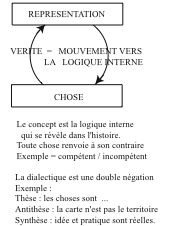 REPRESENTATION
VERITE = MOUVEMENT VERS
LA LOGIQUE INTERNE
CHOSE
Le concept est la logique interne
qui se révèle dans l'histoire.
Toute chose renvoie à son contraire
Exemple = compétent / incompétent
La dialectique est une double négation
Exemple :
Thèse : les choses sont ...
Antithèse : la carte n'est pas le territoire
Synthèse : idée et pratique sont réelles.